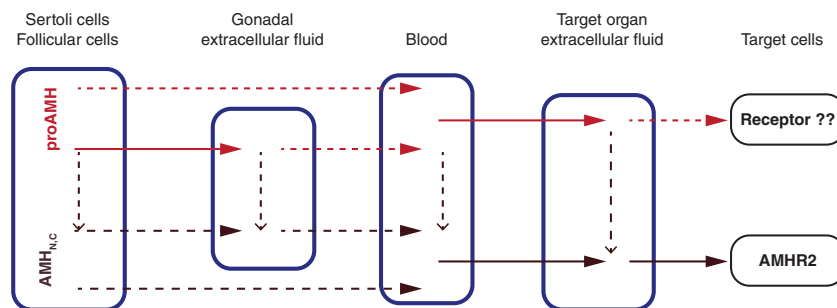 Sertoli cells
Follicular cells
Gonadal
extracellular fluid
Blood
Target organ
extracellular fluid
Target cells
proAMH
Receptor ??
AMHN,C
AMHR2